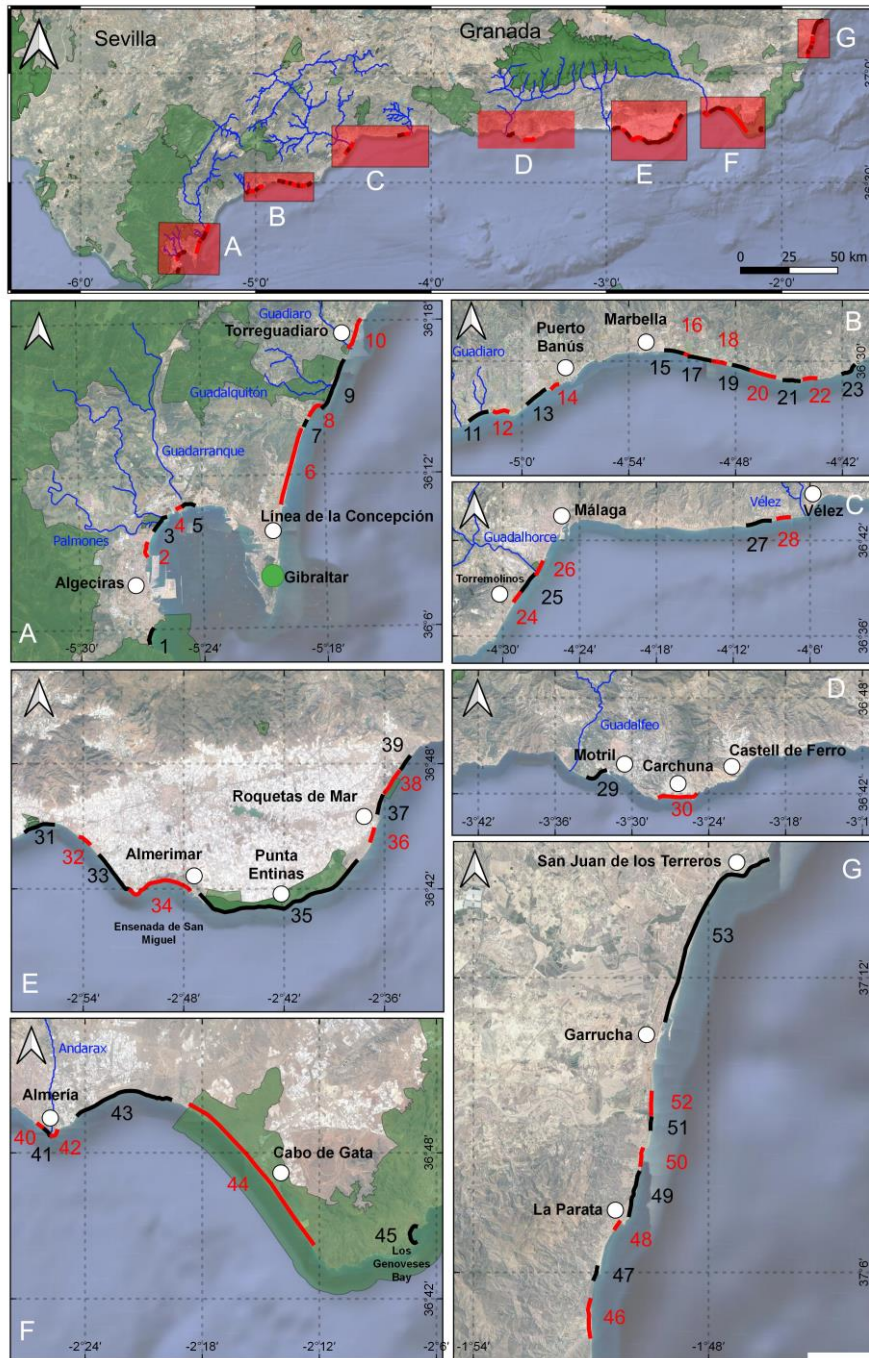 Sevilla
Granada
A
B
C
D
E
F
G
37°0'
36°30'
-6°0'
-5°0'
-4°0'
-3°0'
-2°0'
0 25 50 km
Guadiaro
Torreguadiaro
10
36°18'
Guadalquitón
9
8
7
Guadarranque
6
36°12'
5
4
3
2
Palmones
Línea de la Concepción
Algeciras
Gibraltar
1
36°6'
A
-5°30'
-5°24'
-5°18'
B
Marbella
16
18
Puerto
Banús
Guadiaro
36°30'
15
17
19
20
21
22
23
13
14
11
12
-5°0'
-4°54'
-4°48'
-4°42'
C
Málaga
Vélez
Vélez
Guadalhorce
36°42'
27
28
26
Torremolinos
25
24
36°36'
-4°30'
-4°24'
-4°18'
-4°12'
-4°6'
D
36°48'
Guadalfeo
Motril
Carchuna
Castell de Ferro
29
30
36°42'
-3°42'
-3°36'
-3°30'
-3°24'
-3°18'
39
36°48'
38
Roquetas de Mar
37
31
36
32
Almerimar
Punta
Entinas
33
34
35
36°42'
Ensenada de San
Miguel
E
-2°54'
-2°48'
-2°42'
-2°36'
Andarax
Almería
43
40
41
42
36°48'
Cabo de Gata
44
45
Los
Genoveses
Bay
36°42'
F
-2°24'
-2°18'
-2°12'
-2°6'
San Juan de los Terreros
G
53
37°12'
Garrucha
52
51
50
49
La Parata
48
47
37°6'
46
-1°54'
-1°48'